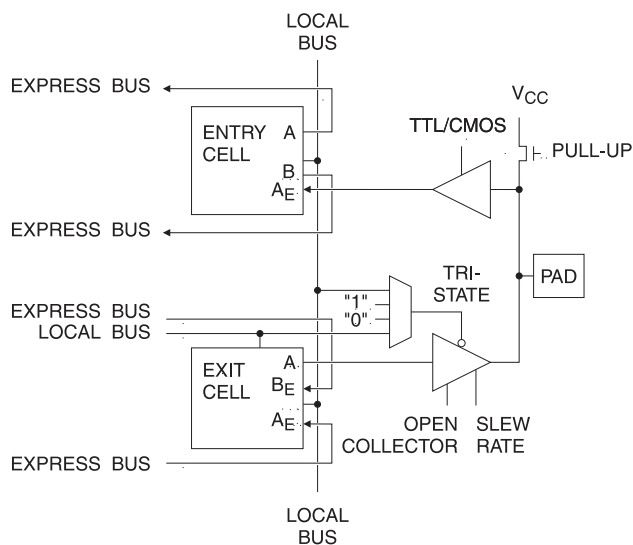 LOCAL
BUS
EXPRESS BUS
VCC
TTL/CMOS
ENTRY
CELL
A
B
AE
PULL-UP
EXPRESS BUS
PAD
TRI-
STATE
"1"
"0"
EXPRESS BUS
LOCAL BUS
EXIT
CELL
A
BE
AE
OPEN
COLLECTOR
SLEW
RATE
EXPRESS BUS
LOCAL
BUS